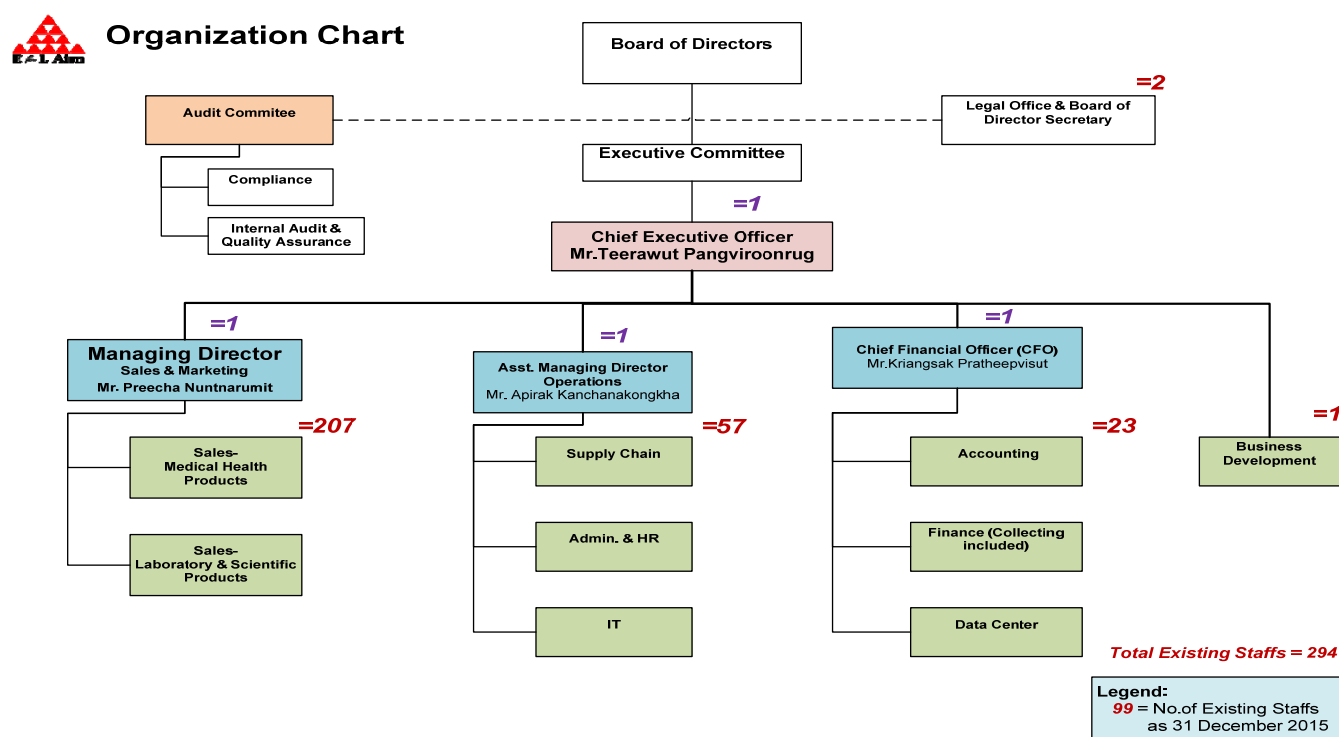 E for L Aim
Organization Chart
Board of Directors
=2
Audit Commitee
Legal Office & Board of
Director Secretary
Executive Committee
Compliance
=1
Internal Audit &
Quality Assurance
Chief Executive Officer
Mr.Teerawut Pangviroonrug
=1
Managing Director
Sales & Marketing
Mr. Preecha Nuntnarumit
=1
Asst. Managing Director
Operations
Mr. Apirak Kanchanakongkha
=1
Chief Financial Officer (CFO)
Mr.Kriangsak Pratheepvisut
=207
Sales-
Medical Health
Products
Sales-
Laboratory & Scientific
Products
=57
Supply Chain
Admin. & HR
IT
=23
Accounting
Finance (Collecting
included)
Data Center
=1
Business
Development
Total Existing Staffs = 294
Legend:
99 = No.of Existing Staffs
as 31 December 2015